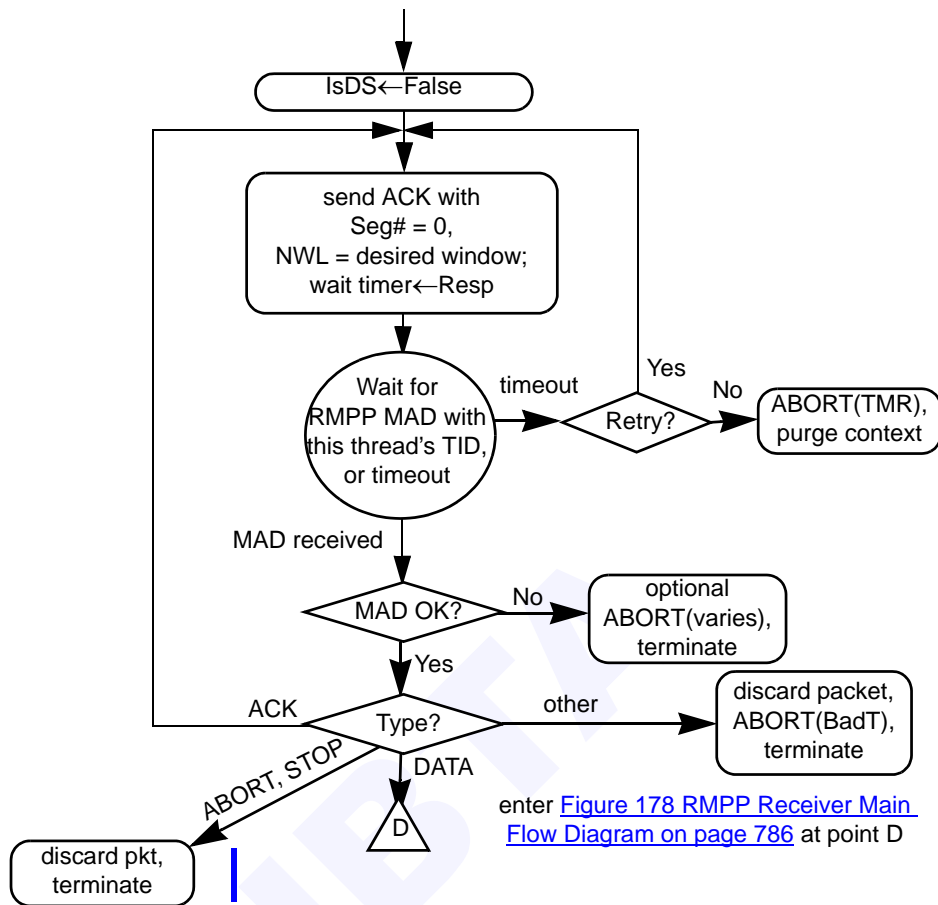 IsDS←False
send ACK with
Seg# = 0,
NWL = desired window;
wait timer←Resp
Wait for
RMPP MAD with
this thread's TID,
or timeout
timeout
Retry?
Yes
No
ABORT(TMR),
purge context
MAD received
MAD OK?
No
optional
ABORT(varies),
terminate
Yes
Type?
ACK
other
discard packet,
ABORT(BadT),
terminate
ABORT, STOP
DATA
D
enter Figure 178 RMPP Receiver Main
Flow Diagram on page 786 at point D
discard pkt,
terminate
IBTA